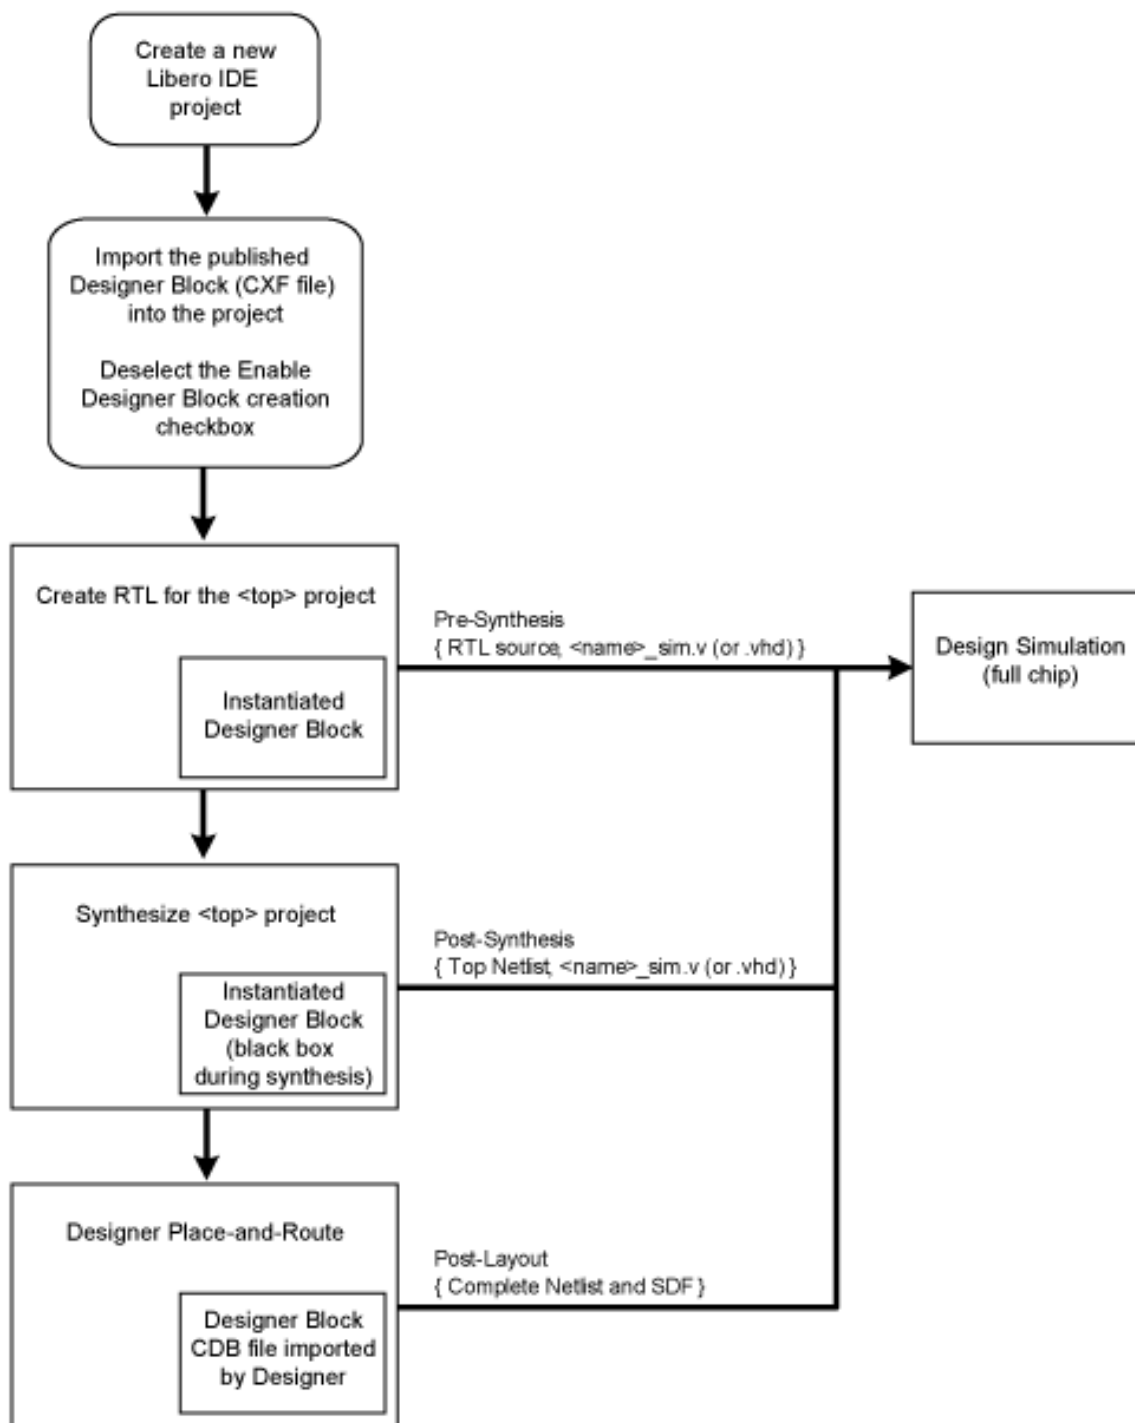 Create a new
Libero IDE
project
Import the published
Designer Block (CXF file)
into the project
Deselect the Enable
Designer Block creation
checkbox
Create RTL for the <top> project
Instantiated
Designer Block
Pre-Synthesis
{ RTL source, <name>_sim.v (or .vhd) }
Design Simulation
(full chip)
Synthesize <top> project
Instantiated
Designer Block
(black box
during synthesis)
Post-Synthesis
{ Top Netlist, <name>_sim.v (or .vhd) }
Designer Place-and-Route
Designer Block
CDB file imported
by Designer
Post-Layout
{ Complete Netlist and SDF }